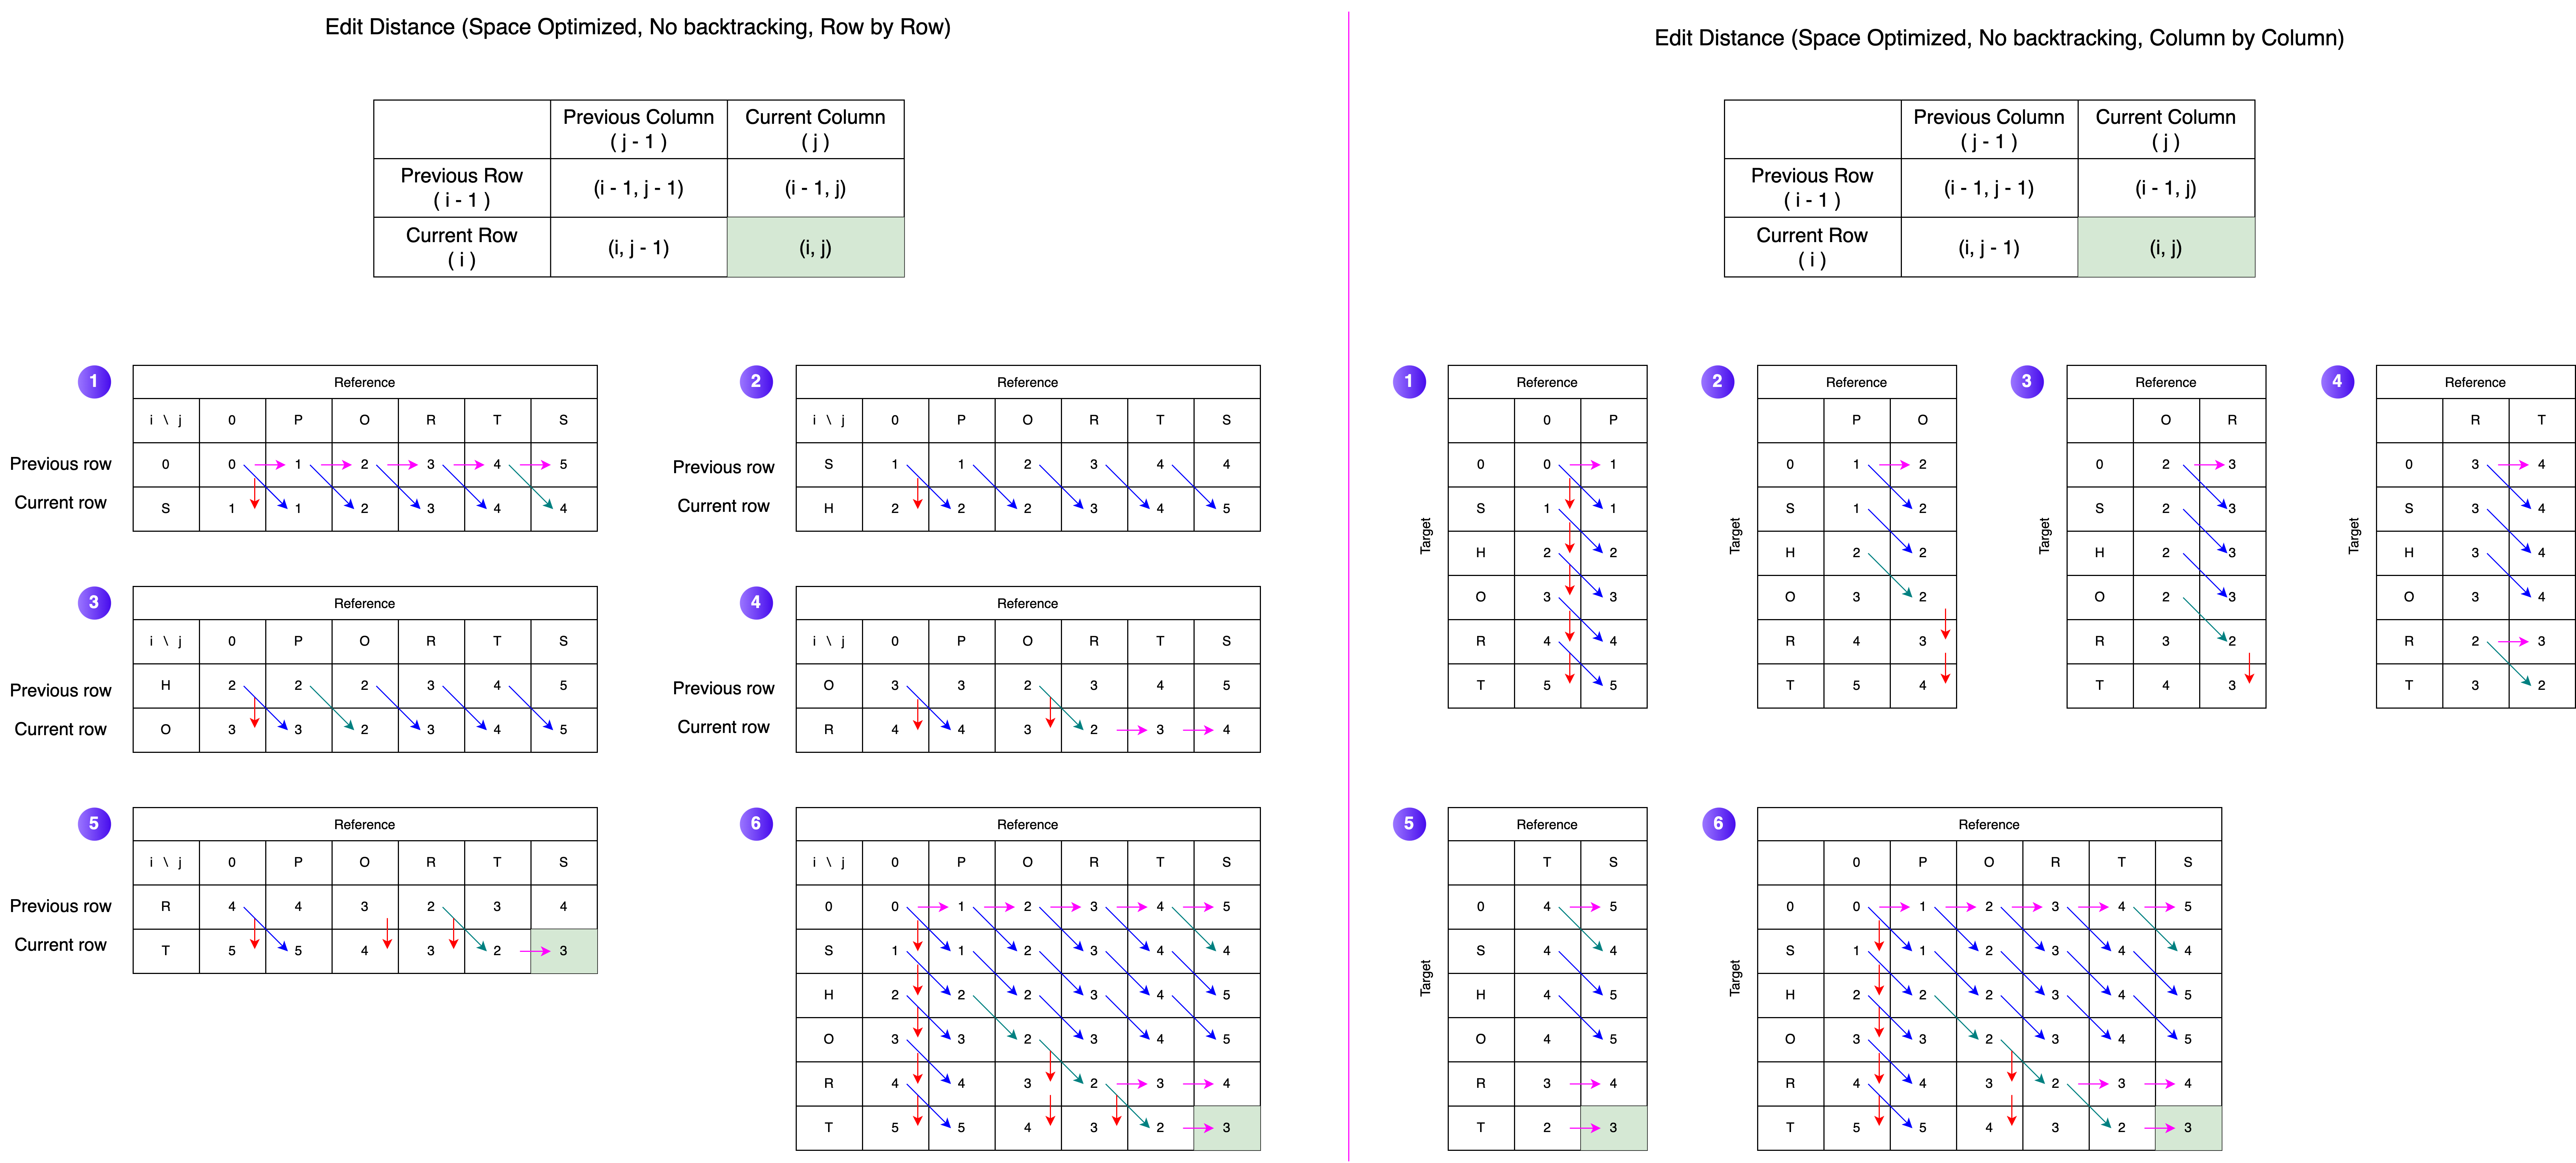 Edit Distance (Space Optimized, No backtracking, Row by Row)
Previous Column ( j - 1 ) Current Column ( j )
Previous Row ( i - 1 ) (i - 1, j - 1) (i - 1, j)
Current Row ( i ) (i, j - 1) (i, j)
1
Reference
i \ j 0 P O R T S
Previous row 0 0 1 2 3 4 5
Current row S 1 1 2 3 4 4
2
Reference
i \ j 0 P O R T S
Previous row S 1 1 2 3 4 4
Current row H 2 2 2 3 4 5
3
Reference
i \ j 0 P O R T S
Previous row H 2 2 2 3 4 5
Current row O 3 3 2 3 4 5
4
Reference
i \ j 0 P O R T S
Previous row O 3 3 2 3 4 5
Current row R 4 4 3 2 3 4
5
Reference
i \ j 0 P O R T S
Previous row R 4 4 3 2 3 4
Current row T 5 5 4 3 2 3
6
Reference
i \ j 0 P O R T S
0 0 1 2 3 4 5
S 1 1 2 3 4 4
H 2 2 2 3 4 5
O 3 3 2 3 4 5
R 4 4 3 2 3 4
T 5 5 4 3 2 3
Edit Distance (Space Optimized, No backtracking, Column by Column)
Previous Column ( j - 1 ) Current Column ( j )
Previous Row ( i - 1 ) (i - 1, j - 1) (i - 1, j)
Current Row ( i ) (i, j - 1) (i, j)
1
Reference
Target
0 P
0 0 1
S 1 1
H 2 2
O 3 3
R 4 4
T 5 5
2
Reference
Target
P O
0 1 2
S 1 2
H 2 2
O 3 2
R 4 3
T 5 4
3
Reference
Target
O R
0 2 3
S 2 3
H 2 3
O 2 3
R 3 2
T 4 3
4
Reference
Target
R T
0 3 4
S 3 4
H 3 4
O 3 4
R 2 3
T 3 2
5
Reference
Target
T S
0 4 5
S 4 4
H 4 5
O 4 5
R 3 4
T 2 3
6
Reference
Target
0 P O R T S
0 0 1 2 3 4 5
S 1 1 2 3 4 4
H 2 2 2 3 4 5
O 3 3 2 3 4 5
R 4 4 3 2 3 4
T 5 5 4 3 2 3